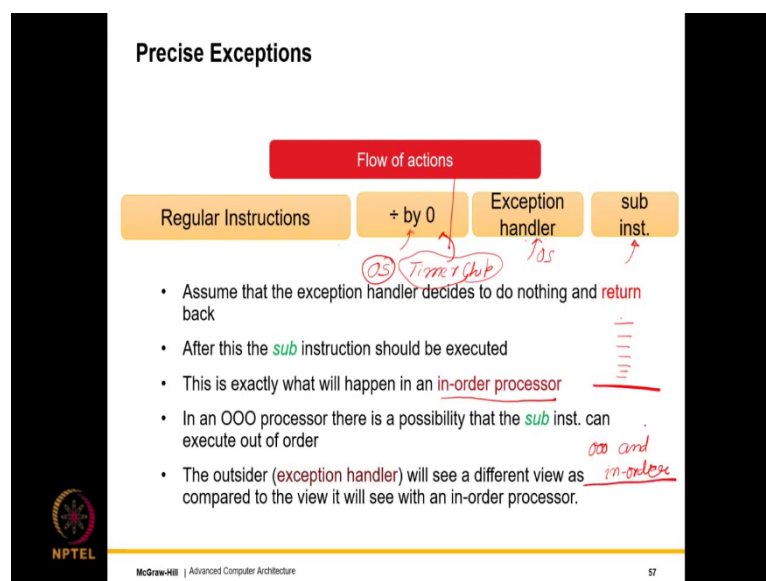 Precise Exceptions
Flow of actions
Regular Instructions
÷ by 0
Exception
handler
sub
inst.
OS
Timer Chip
OS
• Assume that the exception handler decides to do nothing and return
back
• After this the sub instruction should be executed
• This is exactly what will happen in an in-order processor
• In an OOO processor there is a possibility that the sub inst. can
execute out of order
OOO and
in-order
• The outsider (exception handler) will see a different view as
compared to the view it will see with an in-order processor.
NPTEL
McGraw-Hill | Advanced Computer Architecture
57